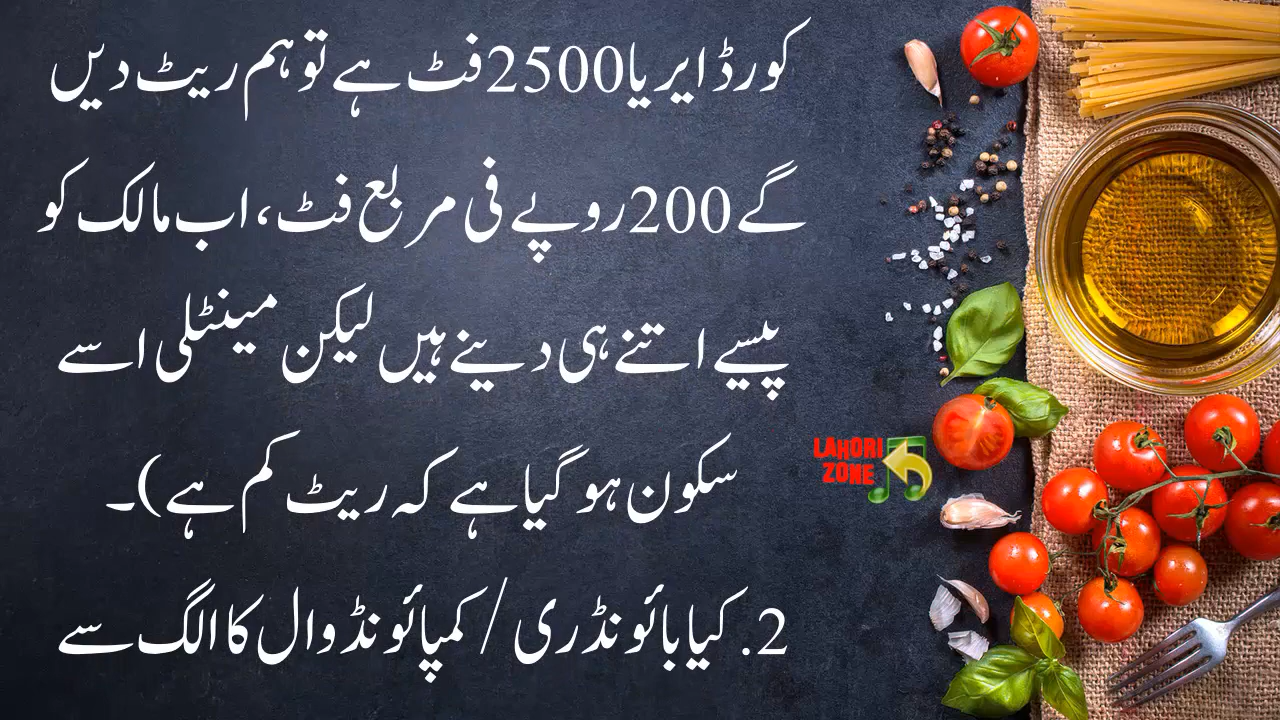 کورڈ ایریا 2500 فٹ ہے تو ہم ریٹ دیں
گے 200 روپے فی مربع فٹ، اب مالک کو
پیسے اتنے ہی دینے ہیں لیکن مینٹلی اسے
سکون ہو گیا ہے کہ ریٹ کم ہے)۔
2. کیا بائونڈری / کمپائونڈ وال کا الگ سے
LAHORI
ZONE